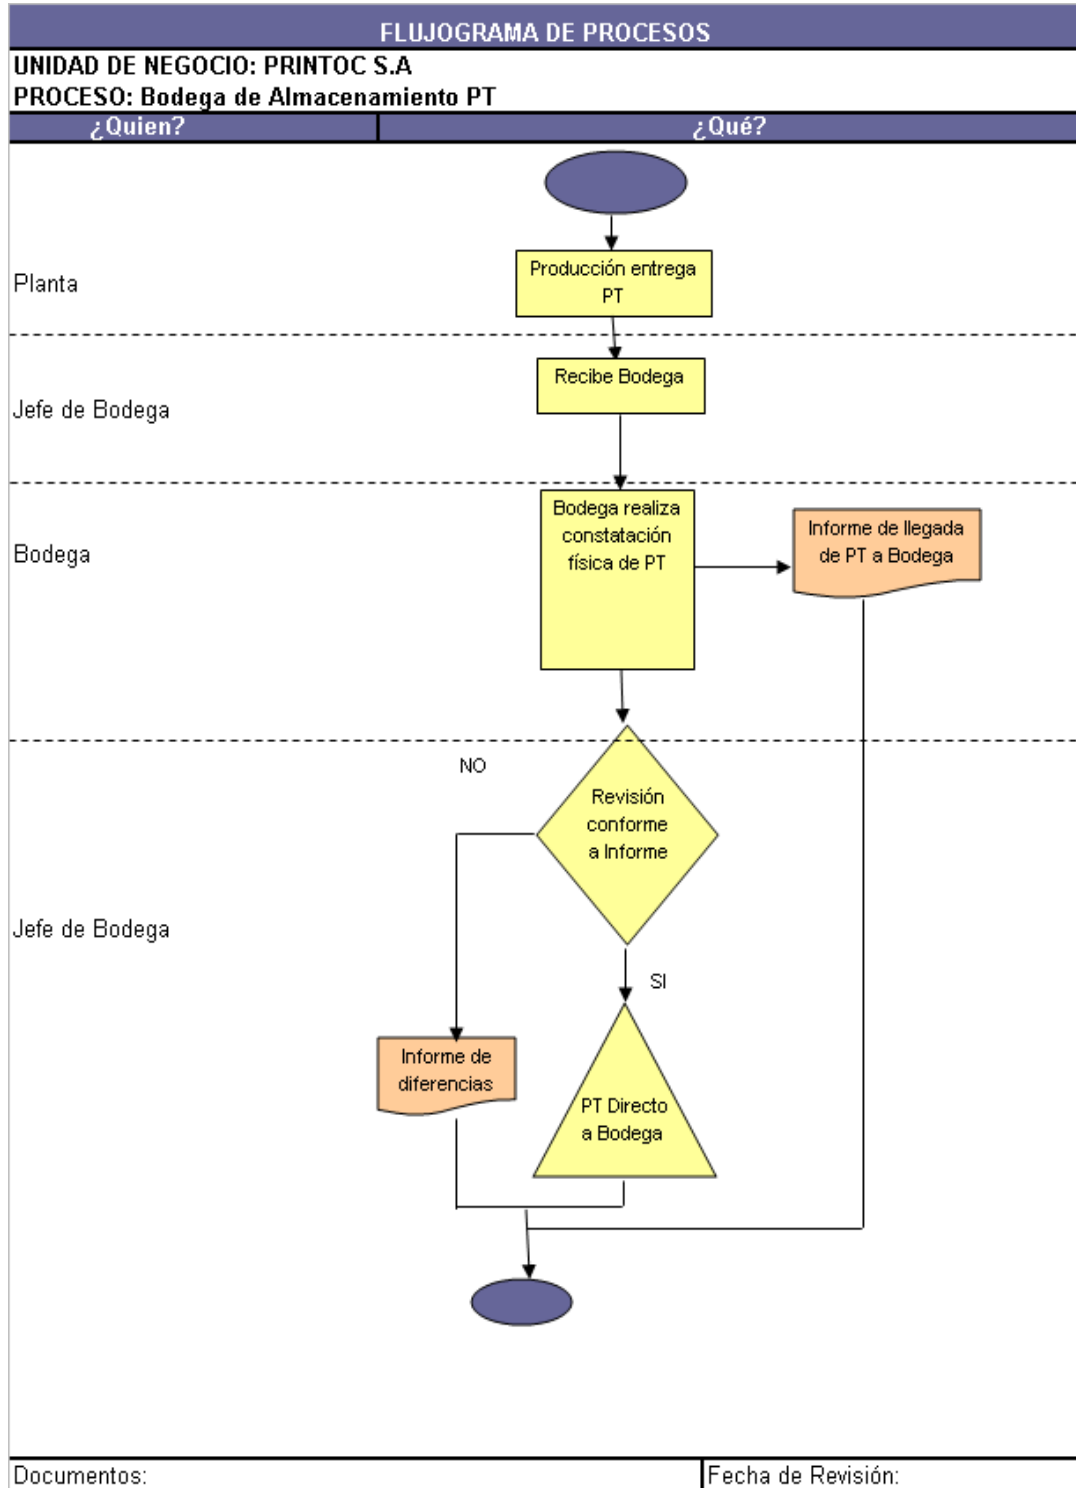 FLUJOGRAMA DE PROCESOS
UNIDAD DE NEGOCIO: PRINTOC S.A
PROCESO: Bodega de Almacenamiento PT
¿Quien?
¿Qué?
Planta
Producción entrega
PT
Jefe de Bodega
Recibe Bodega
Bodega
Bodega realiza
constatación
física de PT
Informe de llegada
de PT a Bodega
NO
Revisión
conforme
a Informe
Jefe de Bodega
SI
Informe de
diferencias
PT Directo
a Bodega
Documentos:
Fecha de Revisión: